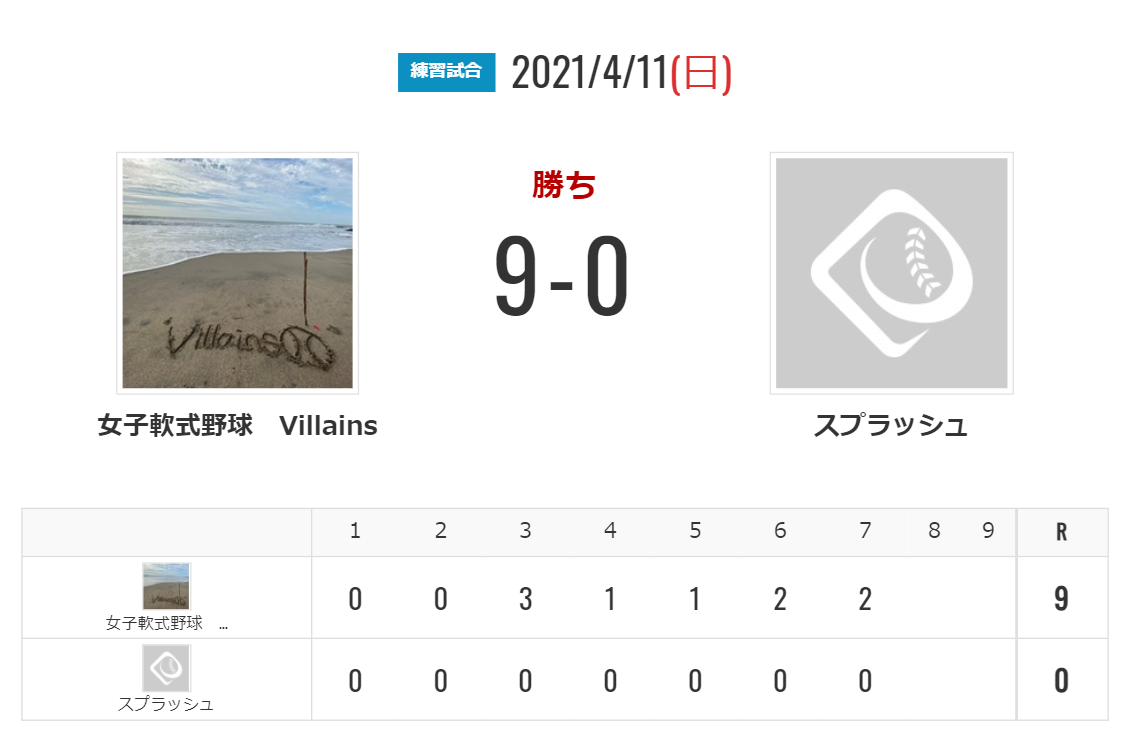 練習試合 2021/4/11(日)
勝ち
9-0
Villains
女子軟式野球　Villains
スプラッシュ
1 2 3 4 5 6 7 8 9 R
女子軟式野球　...
0 0 3 1 1 2 2 9
スプラッシュ
0 0 0 0 0 0 0 0